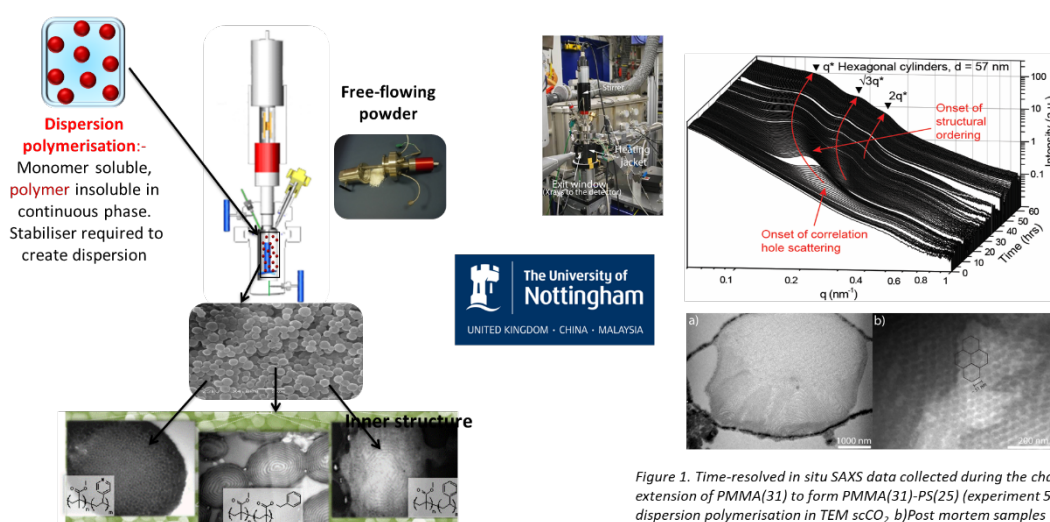 Dispersion
polymerisation:-
Monomer soluble,
polymer insoluble in
continuous phase.
Stabiliser required to
create dispersion
Free-flowing
powder
Inner structure
Stirrer
Heating
Jacket
Exit window
(Xrays to the detector)
The University of
Nottingham
UNITED KINGDOM · CHINA · MALAYSIA
q* Hexagonal cylinders, d = 57 nm
√3q*
2q*
Onset of
structural
ordering
Onset of correlation
hole scattering
100
10
1
0.1
Intensity (a.u.)
60
50
40
30
20
10
0
Time (hrs)
0.1
0.2
0.4
0.6
0.8
1
q (nm⁻¹)
a)
1000 nm
b)
200 nm
Figure 1. Time-resolved in situ SAXS data collected during the cha
extension of PMMA(31) to form PMMA(31)-PS(25) (experiment 5
dispersion polymerisation in TEM scCO₂ b)Post mortem samples